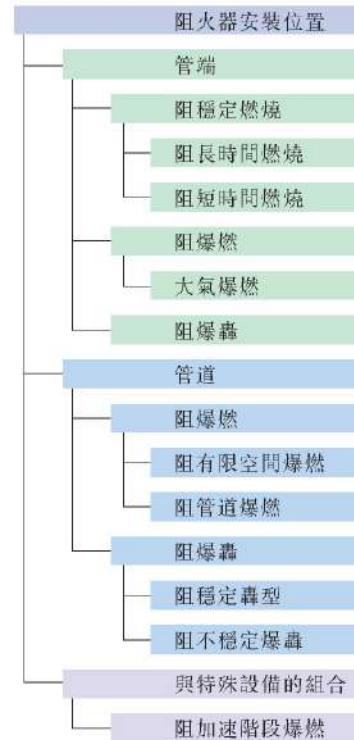 阻火器安裝位置
管端
阻穩定燃燒
阻長時間燃燒
阻短時問燃燒
阻爆燃
大氣爆燃
阻爆轟
管道
阻爆燃
阻有限空間爆燃
阻管道爆燃
阻爆轟
阻穩定轟型
阻不穩定爆轟
與特殊設備的組合
阻加速階段爆燃